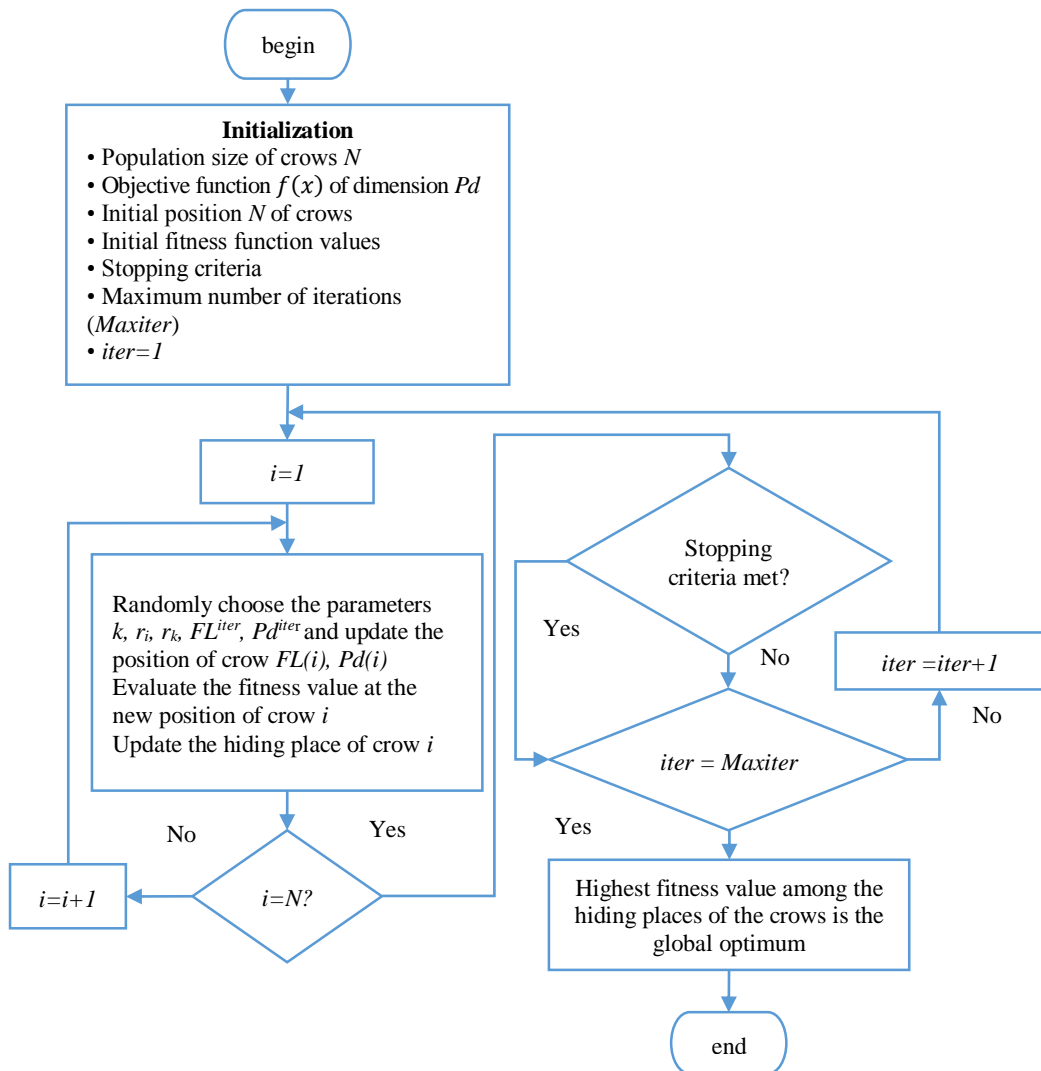 begin
Initialization
• Population size of crows N
• Objective function f(x) of dimension Pd
• Initial position N of crows
• Initial fitness function values
• Stopping criteria
• Maximum number of iterations
(Maxiter)
• iter=1
i=1
Randomly choose the parameters
k, rᵢ, rₖ, FL^iter, Pd^iter and update the
position of crow FL(i), Pd(i)
Evaluate the fitness value at the
new position of crow i
Update the hiding place of crow i
No
Yes
i=i+1
i=N?
Stopping
criteria met?
Yes
No
iter =iter+1
No
iter = Maxiter
Yes
Highest fitness value among the
hiding places of the crows is the
global optimum
end